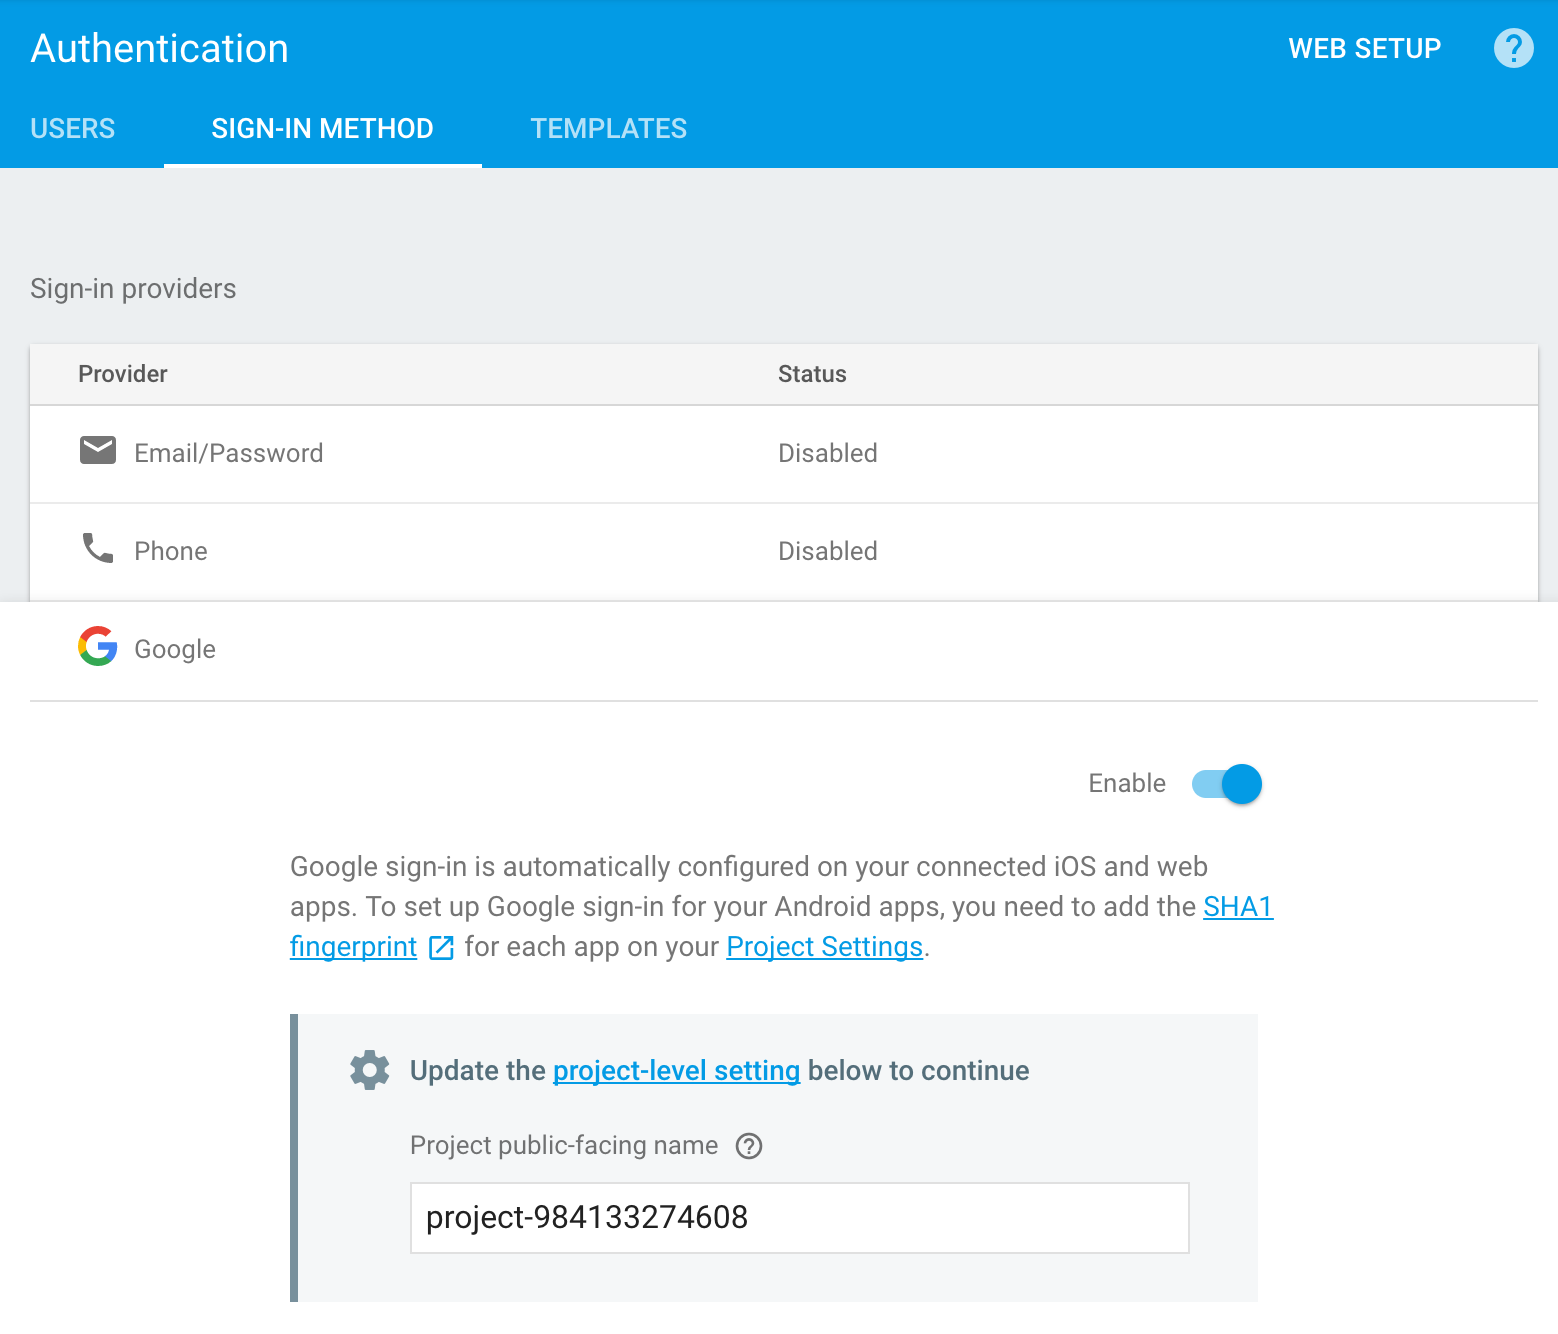 Authentication
WEB SETUP
?
USERS
SIGN-IN METHOD
TEMPLATES
Sign-in providers
Provider
Status
Email/Password
Disabled
Phone
Disabled
G Google
Enable
Google sign-in is automatically configured on your connected iOS and web
apps. To set up Google sign-in for your Android apps, you need to add the SHA1
fingerprint for each app on your Project Settings.
Update the project-level setting below to continue
Project public-facing name ?
project-984133274608